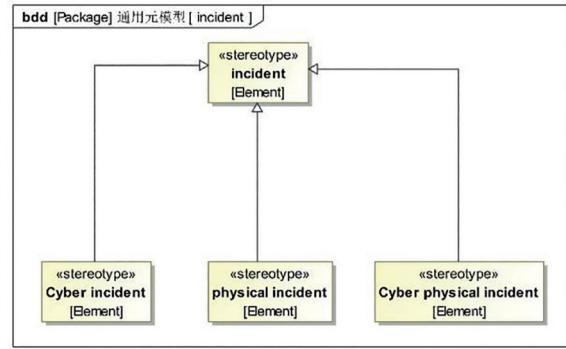 bdd [Package] 通用元模型 [ incident ]
«stereotype»
incident
[Element]
«stereotype»
Cyber incident
[Element]
«stereotype»
physical incident
[Element]
«stereotype»
Cyber physical incident
[Element]